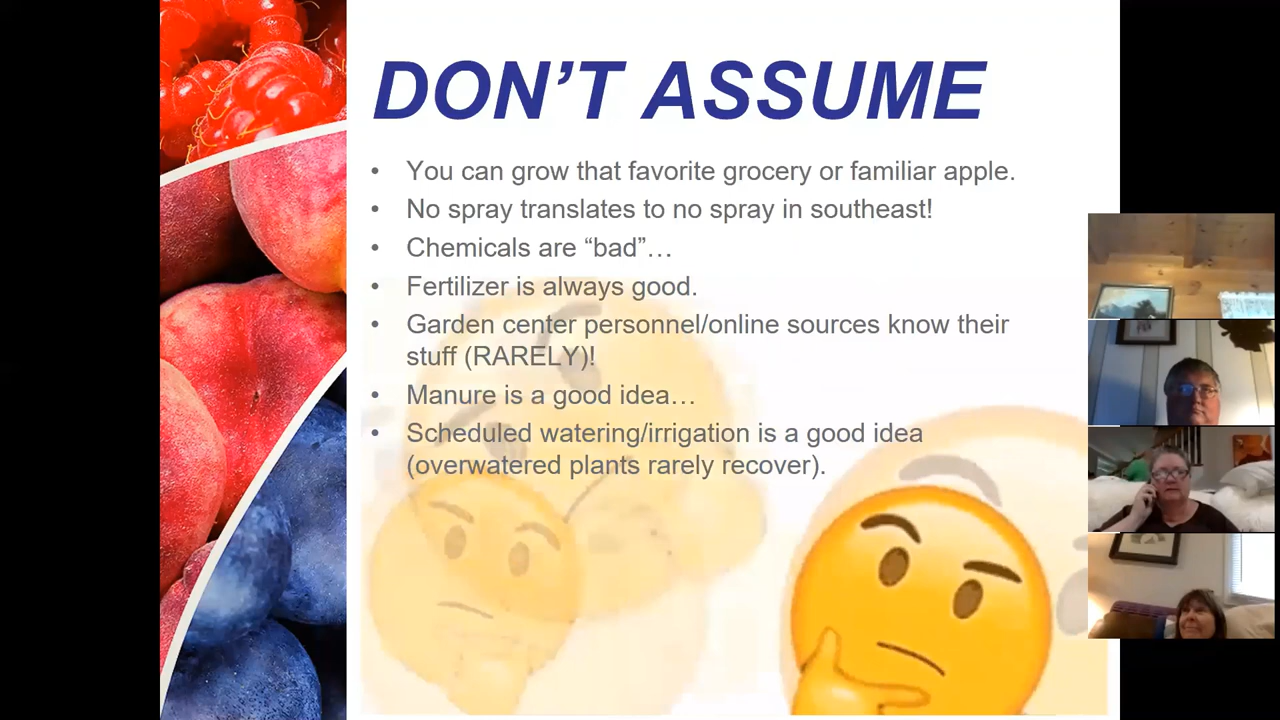 DON’T ASSUME
• You can grow that favorite grocery or familiar apple.
• No spray translates to no spray in southeast!
• Chemicals are “bad”…
• Fertilizer is always good.
• Garden center personnel/online sources know their
stuff (RARELY)!
• Manure is a good idea…
• Scheduled watering/irrigation is a good idea
(overwatered plants rarely recover).